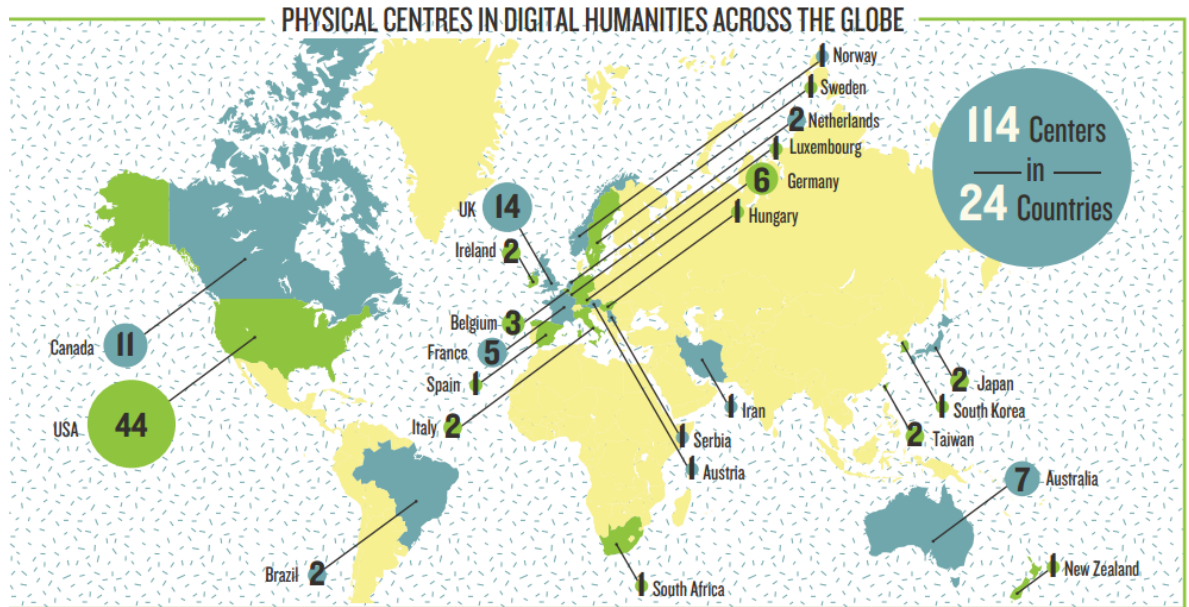 PHYSICAL CENTRES IN DIGITAL HUMANITIES ACROSS THE GLOBE
1 Norway
1 Sweden
2 Netherlands
1 Luxembourg
6 Germany
1 Hungary
114 Centers
in
24 Countries
UK 14
Ireland 2
Belgium 3
France 5
Spain 1
Italy 2
Canada 11
USA 44
Brazil 2
1 Iran
1 Serbia
1 Austria
2 Japan
1 South Korea
2 Taiwan
7 Australia
1 New Zealand
1 South Africa